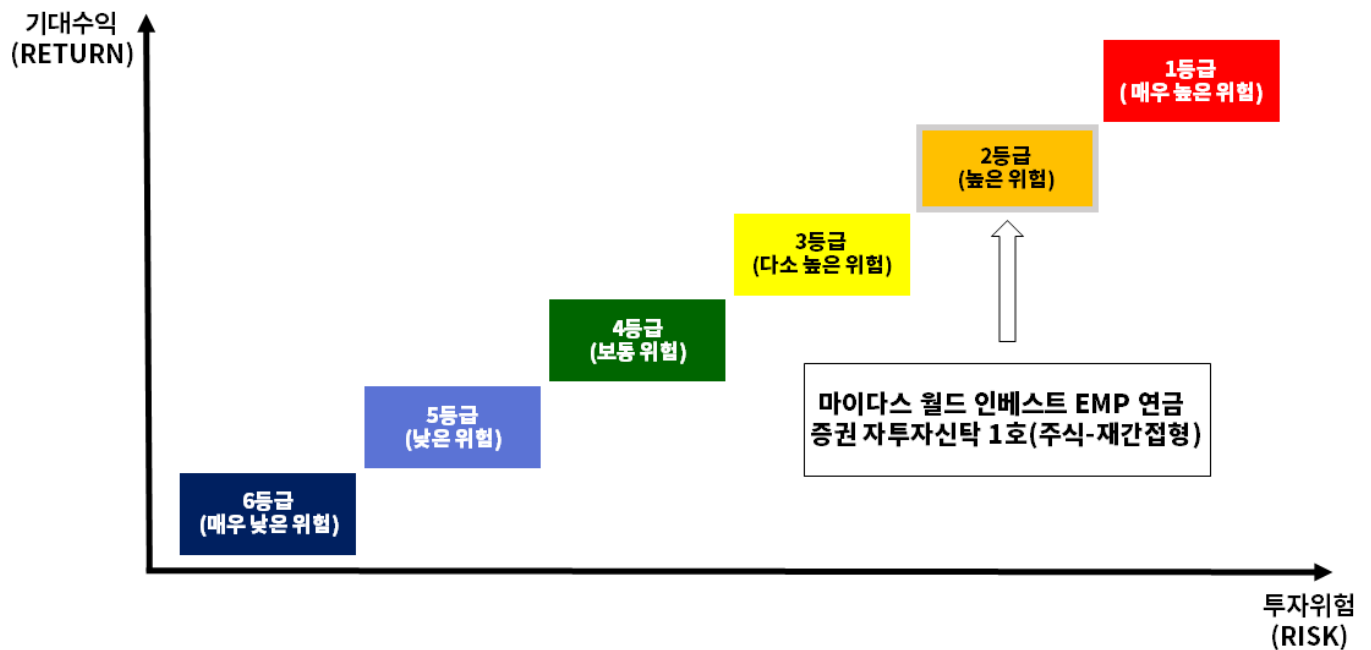 기대수익
(RETURN)
1등급
( 매우 높은 위험)
2등급
(높은 위험)
3등급
(다소 높은 위험)
4등급
(보통 위험)
마이다스 월드 인베스트 EMP 연금
증권 자투자신탁 1호(주식-재간접형)
5등급
(낮은 위험)
6등급
(매우 낮은 위험)
투자위험
(RISK)